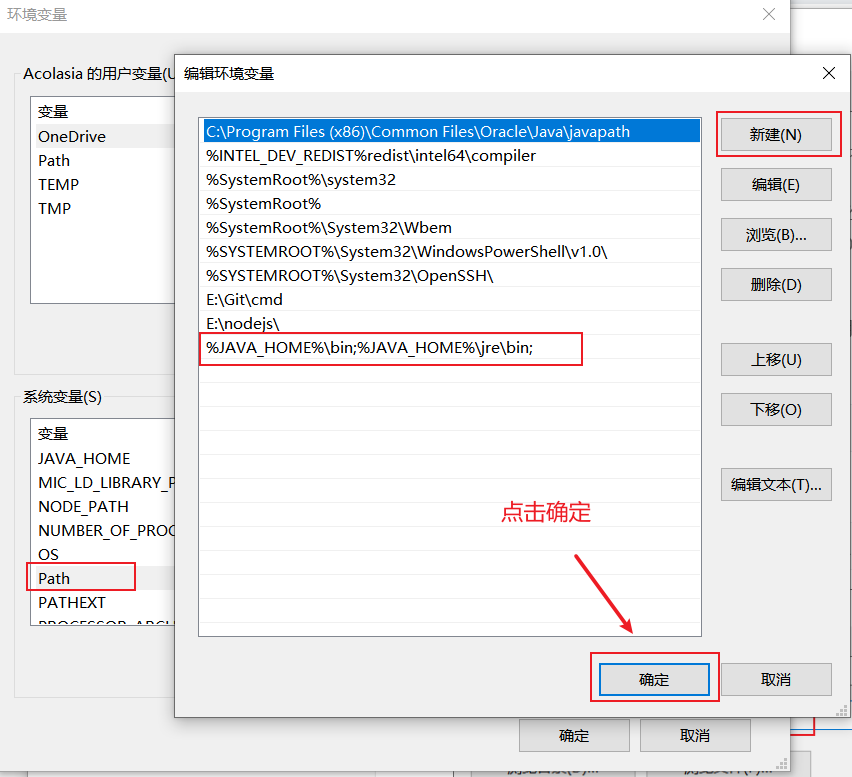 环境变量
Acolasia 的用户变量(U
变量
OneDrive
Path
TEMP
TMP
系统变量(S)
变量
JAVA_HOME
MIC_LD_LIBRARY_P
NODE_PATH
NUMBER_OF_PROC
OS
Path
PATHEXT
PROCESSOR_ARCH
确定
取消
编辑环境变量
C:\Program Files (x86)\Common Files\Oracle\Java\javapath
%INTEL_DEV_REDIST%redist\intel64\compiler
%SystemRoot%\system32
%SystemRoot%
%SystemRoot%\System32\Wbem
%SYSTEMROOT%\System32\WindowsPowerShell\v1.0\
%SYSTEMROOT%\System32\OpenSSH\
E:\Git\cmd
E:\nodejs\
%JAVA_HOME%\bin;%JAVA_HOME%\jre\bin;
新建(N)
编辑(E)
浏览(B)...
删除(D)
上移(U)
下移(O)
编辑文本(T)...
点击确定
确定
取消